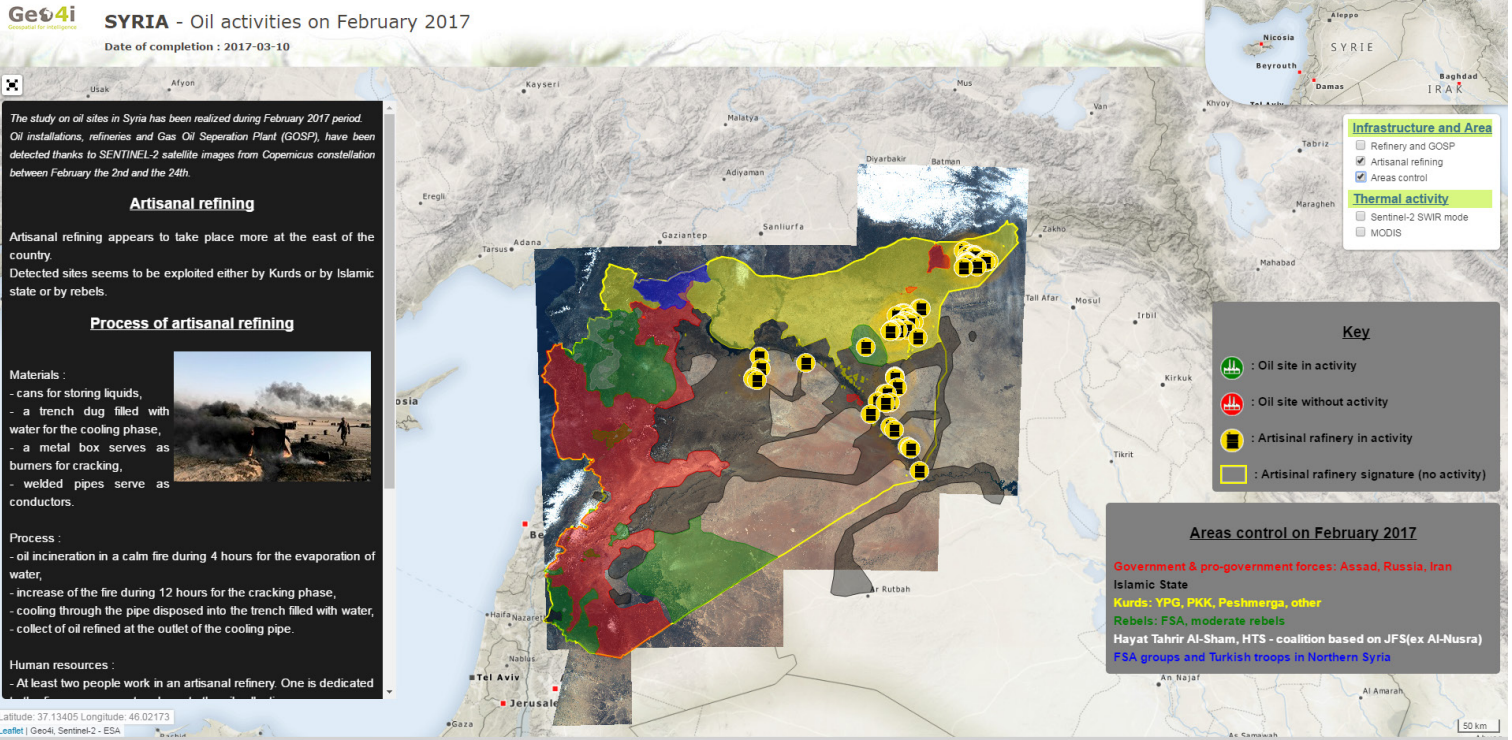 Geo4i
Geospatial for Intelligence
SYRIA - Oil activities on February 2017
Date of completion : 2017-03-10
Aleppo
Nicosia
SYRIE
Beyrouth
Damas
Baghdad
IRAK
Tel Aviv
Usak
Afyon
Kayseri
Mus
Van
Khvoy
Malatya
Diyarbakir
Batman
Adiyaman
Eregli
Gaziantep
Sanliurfa
Zakho
Tarsus
Adana
Tabriz
Maragheh
Mahabad
Tall Afar
Mosul
Irbil
Kirkuk
Tikrit
osia
Be
Ar Rutbah
Haifa
Nazaret
Nablus
Tel Aviv
Jerusale
Gaza
An Najaf
Al Amarah
As Samawah
The study on oil sites in Syria has been realized during February 2017 period.
Oil installations, refineries and Gas Oil Seperation Plant (GOSP), have been
detected thanks to SENTINEL-2 satellite images from Copernicus constellation
between February the 2nd and the 24th.
Artisanal refining
Artisanal refining appears to take place more at the east of the
country.
Detected sites seems to be exploited either by Kurds or by Islamic
state or by rebels.
Process of artisanal refining
Materials :
- cans for storing liquids,
- a trench dug filled with
water for the cooling phase,
- a metal box serves as
burners for cracking,
- welded pipes serve as
conductors.
Process :
- oil incineration in a calm fire during 4 hours for the evaporation of
water,
- increase of the fire during 12 hours for the cracking phase,
- cooling through the pipe disposed into the trench filled with water,
- collect of oil refined at the outlet of the cooling pipe.
Human resources :
- At least two people work in an artisanal refinery. One is dedicated
Latitude: 37.13405 Longitude: 46.02173
Leaflet | Geo4i, Sentinel-2 - ESA
Infrastructure and Area
Refinery and GOSP
Artisanal refining
Areas control
Thermal activity
Sentinel-2 SWIR mode
MODIS
Key
: Oil site in activity
: Oil site without activity
: Artisinal rafinery in activity
: Artisinal rafinery signature (no activity)
Areas control on February 2017
Government & pro-government forces: Assad, Russia, Iran
Islamic State
Kurds: YPG, PKK, Peshmerga, other
Rebels: FSA, moderate rebels
Hayat Tahrir Al-Sham, HTS - coalition based on JFS(ex Al-Nusra)
FSA groups and Turkish troops in Northern Syria
50 km